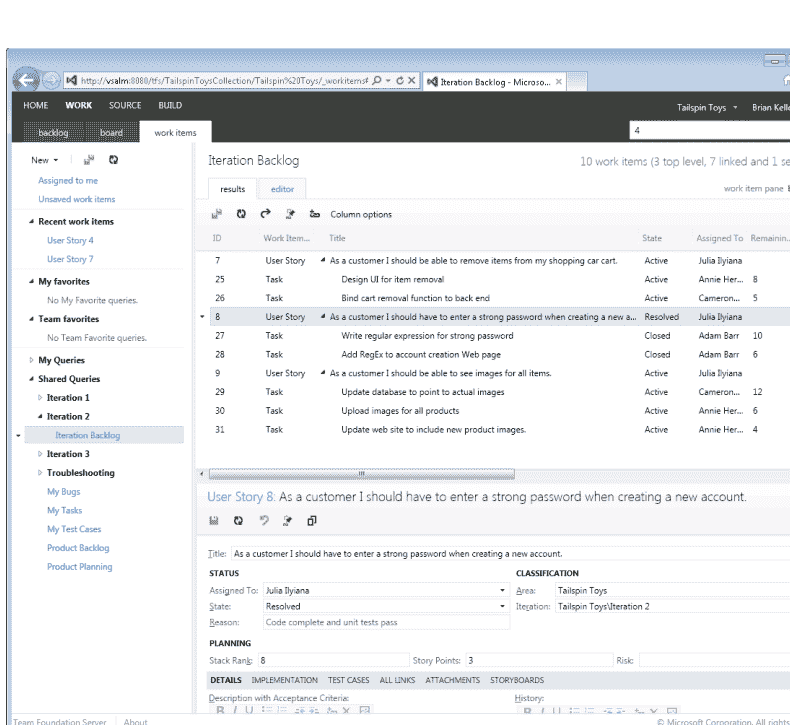 http://vsalm:8080/tfs/TailspinToysCollection/Tailspin%20Toys/_workitems#
Iteration Backlog - Microso...
HOME WORK SOURCE BUILD
Tailspin Toys Brian Kelle
backlog board work items
4
New
Assigned to me
Unsaved work items
Recent work items
User Story 4
User Story 7
My favorites
No My Favorite queries.
Team favorites
No Team Favorite queries.
My Queries
Shared Queries
Iteration 1
Iteration 2
Iteration Backlog
Iteration 3
Troubleshooting
My Bugs
My Tasks
My Test Cases
Product Backlog
Product Planning
Iteration Backlog
10 work items (3 top level, 7 linked and 1 se
results editor
work item pane
Column options
ID Work Item... Title State Assigned To Remainin...
7 User Story As a customer I should be able to remove items from my shopping car cart. Active Julia Ilyiana
25 Task Design UI for item removal Active Annie Her... 8
26 Task Bind cart removal function to back end Active Cameron... 5
8 User Story As a customer I should have to enter a strong password when creating a new a... Resolved Julia Ilyiana
27 Task Write regular expression for strong password Closed Adam Barr 10
28 Task Add RegEx to account creation Web page Closed Adam Barr 6
9 User Story As a customer I should be able to see images for all items. Active Julia Ilyiana
29 Task Update database to point to actual images Active Cameron... 12
30 Task Upload images for all products Active Annie Her... 6
31 Task Update web site to include new product images. Active Annie Her... 4
User Story 8: As a customer I should have to enter a strong password when creating a new account.
Title: As a customer I should have to enter a strong password when creating a new account.
STATUS CLASSIFICATION
Assigned To: Julia Ilyiana Area: Tailspin Toys
State: Resolved Iteration: Tailspin Toys\Iteration 2
Reason: Code complete and unit tests pass
PLANNING
Stack Rank: 8 Story Points: 3 Risk:
DETAILS IMPLEMENTATION TEST CASES ALL LINKS ATTACHMENTS STORYBOARDS
Description with Acceptance Criteria: History:
B I U B I U
Team Foundation Server About © Microsoft Corporation. All rights